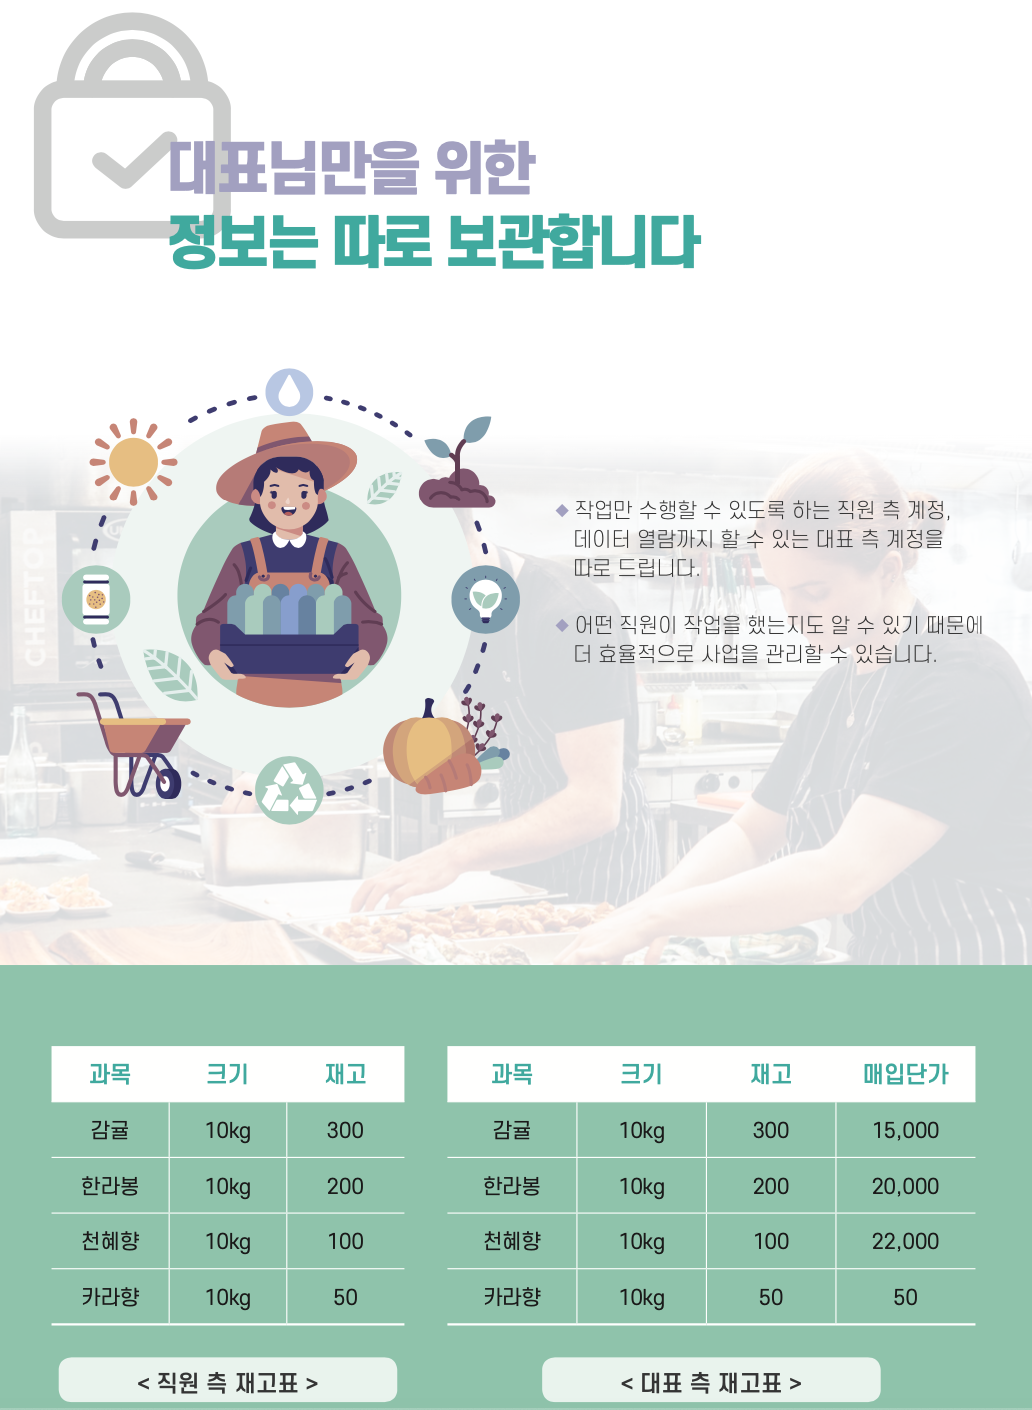 대표님만을 위한
정보는 따로 보관합니다
◆ 작업만 수행할 수 있도록 하는 직원 측 계정,
데이터 열람까지 할 수 있는 대표 측 계정을
따로 드립니다.
◆ 어떤 직원이 작업을 했는지도 알 수 있기 때문에
더 효율적으로 사업을 관리할 수 있습니다.
CHEFTOP
과목 크기 재고
감귤 10kg 300
한라봉 10kg 200
천혜향 10kg 100
카라향 10kg 50
< 직원 측 재고표 >
과목 크기 재고 매입단가
감귤 10kg 300 15,000
한라봉 10kg 200 20,000
천혜향 10kg 100 22,000
카라향 10kg 50 50
< 대표 측 재고표 >